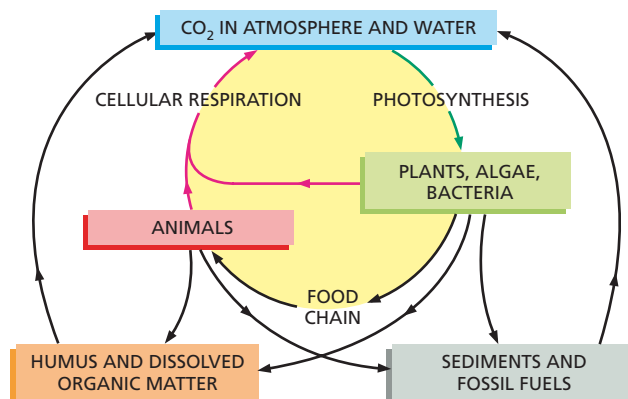 CO₂ IN ATMOSPHERE AND WATER
CELLULAR RESPIRATION
PHOTOSYNTHESIS
PLANTS, ALGAE,
BACTERIA
ANIMALS
FOOD
CHAIN
HUMUS AND DISSOLVED
ORGANIC MATTER
SEDIMENTS AND
FOSSIL FUELS